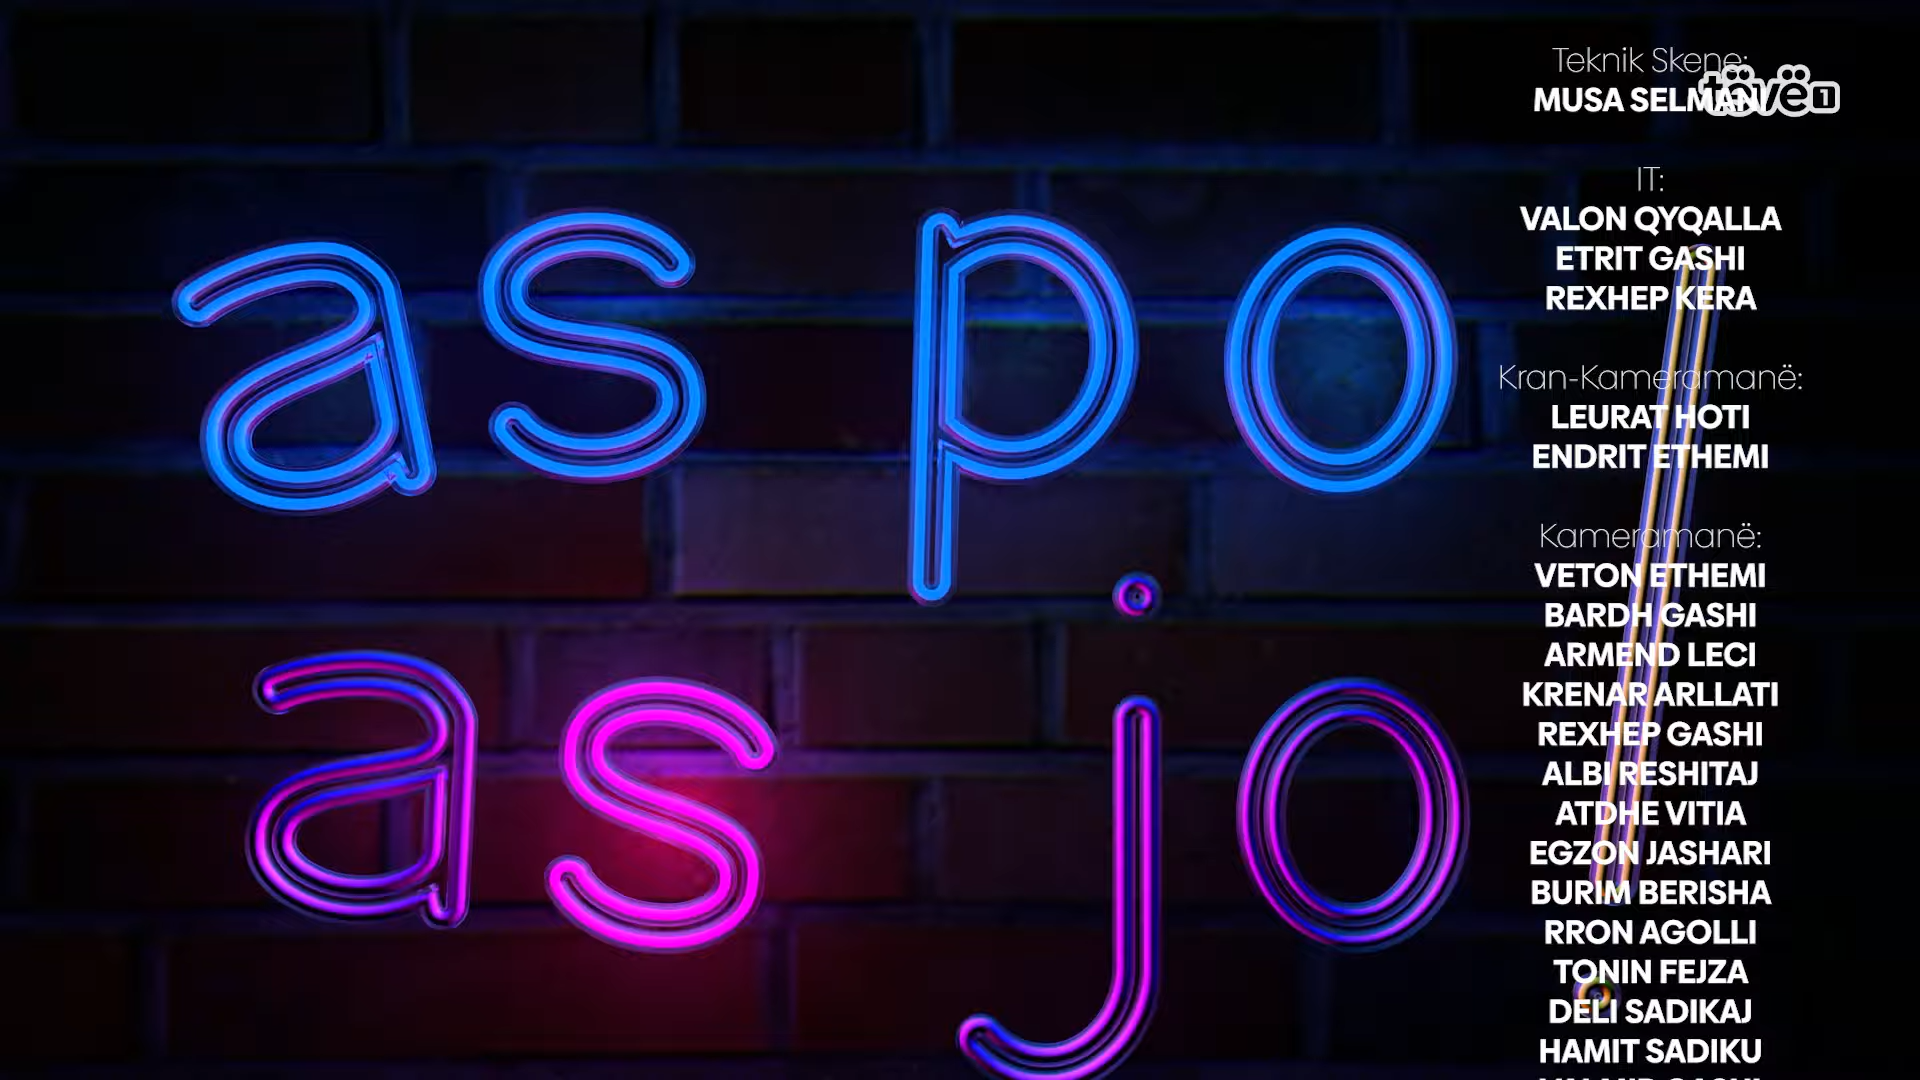 as po
as jo!
Teknik Skene:
MUSA SELMANI
tëvë1
IT:
VALON QYQALLA
ETRIT GASHI
REXHEP KERA
Kran-Kameramanë:
LEURAT HOTI
ENDRIT ETHEMI
Kameramanë:
VETON ETHEMI
BARDH GASHI
ARMEND LECI
KRENAR ARLLATI
REXHEP GASHI
ALBI RESHITAJ
ATDHE VITIA
EGZON JASHARI
BURIM BERISHA
RRON AGOLLI
TONIN FEJZA
DELI SADIKAJ
HAMIT SADIKU